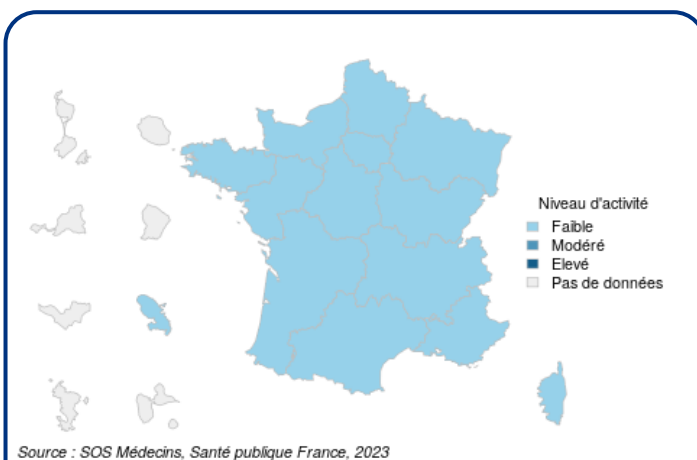 Niveau d'activité
Faible
Modéré
Elevé
Pas de données
Source : SOS Médecins, Santé publique France, 2023